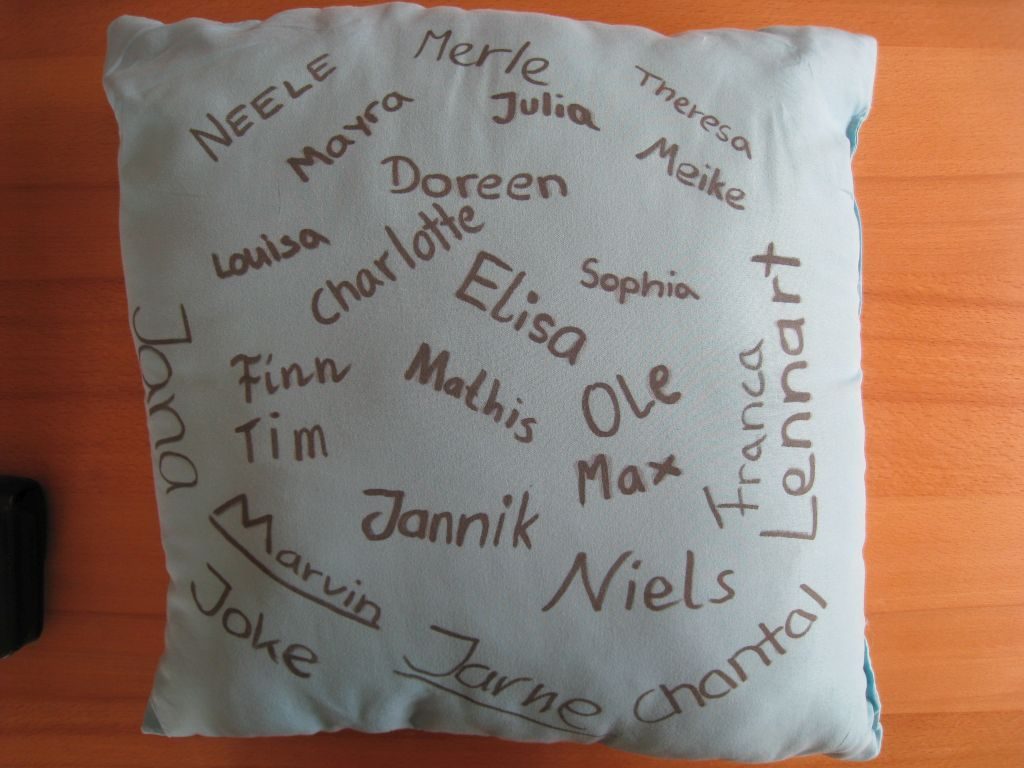 Merle
NEELE
Theresa
Mayra
Julia
Meike
Doreen
Louisa
Charlotte
Elisa
Sophia
Lennart
Jana
Finn
Mathis
Ole
Franca
Tim
Max
Jannik
Marvin
Niels
Joke
Jarne
Chantal